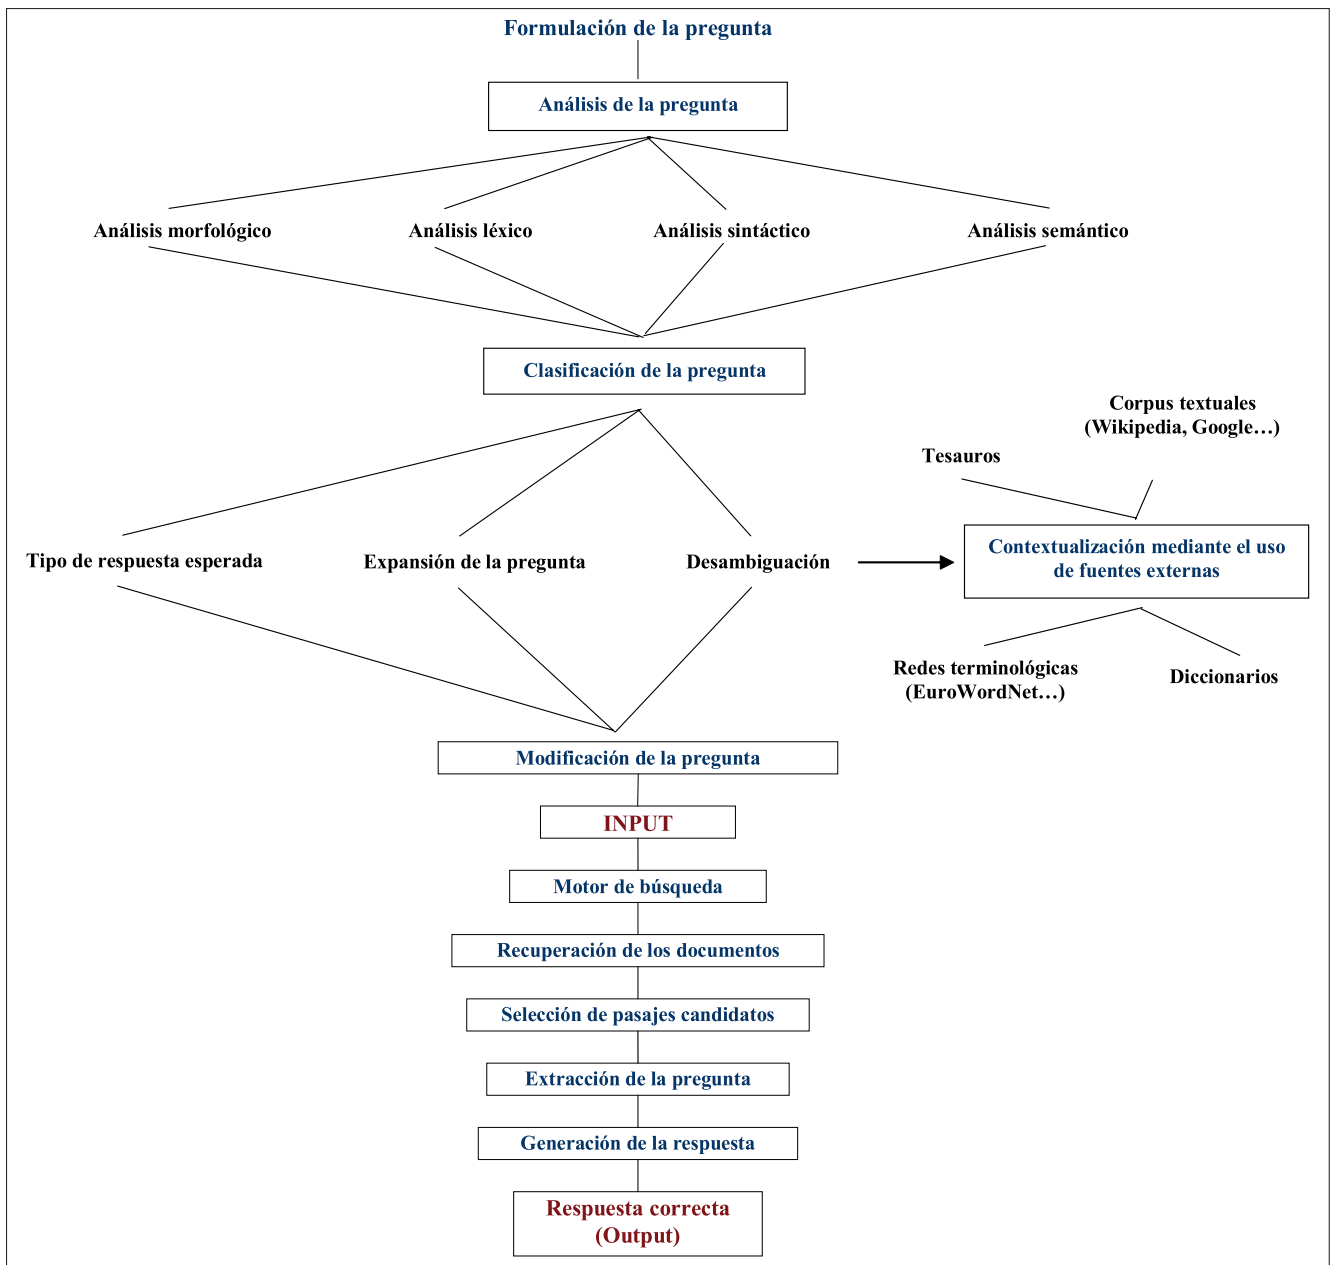 Formulación de la pregunta
Análisis de la pregunta
Análisis morfológico
Análisis léxico
Análisis sintáctico
Análisis semántico
Clasificación de la pregunta
Corpus textuales
(Wikipedia, Google…)
Tesauros
Contextualización mediante el uso
de fuentes externas
Tipo de respuesta esperada
Expansión de la pregunta
Desambiguación
Redes terminológicas
(EuroWordNet…)
Diccionarios
Modificación de la pregunta
INPUT
Motor de búsqueda
Recuperación de los documentos
Selección de pasajes candidatos
Extracción de la pregunta
Generación de la respuesta
Respuesta correcta
(Output)